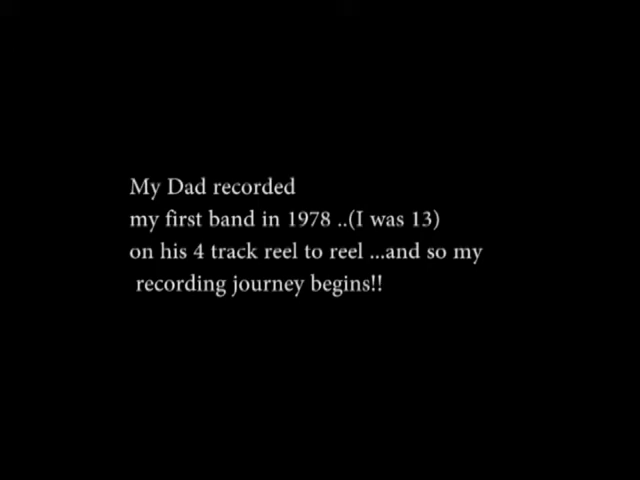 My Dad recorded
my first band in 1978 ..(I was 13)
on his 4 track reel to reel ...and so my
recording journey begins!!